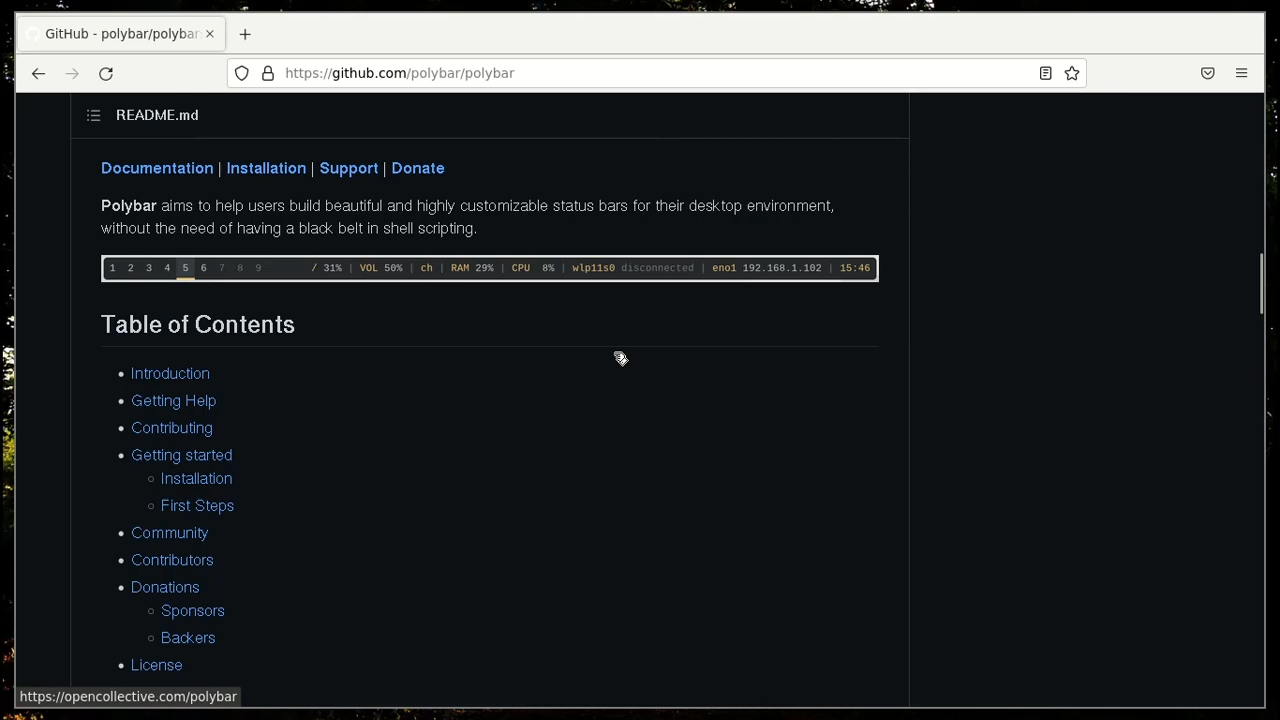 GitHub - polybar/polybar
https://github.com/polybar/polybar
README.md
Documentation | Installation | Support | Donate
Polybar aims to help users build beautiful and highly customizable status bars for their desktop environment,
without the need of having a black belt in shell scripting.
1 2 3 4 5 6 7 8 9 / 31% | VOL 50% | ch | RAM 29% | CPU 8% | wlp11s0 disconnected | eno1 192.168.1.102 | 15:46
Table of Contents
Introduction
Getting Help
Contributing
Getting started
Installation
First Steps
Community
Contributors
Donations
Sponsors
Backers
License
https://opencollective.com/polybar